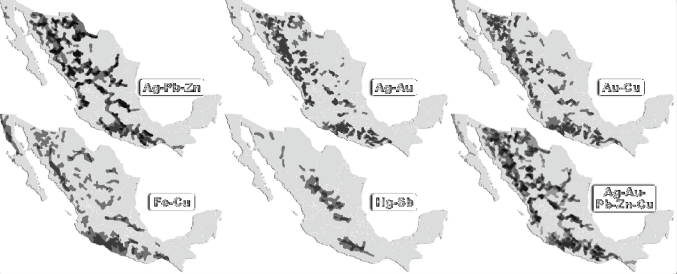 Ag-Pb-Zn
Ag-Au
Au-Cu
Fe-Cu
Hg-Sb
Ag-Au-
Pb-Zn-Cu